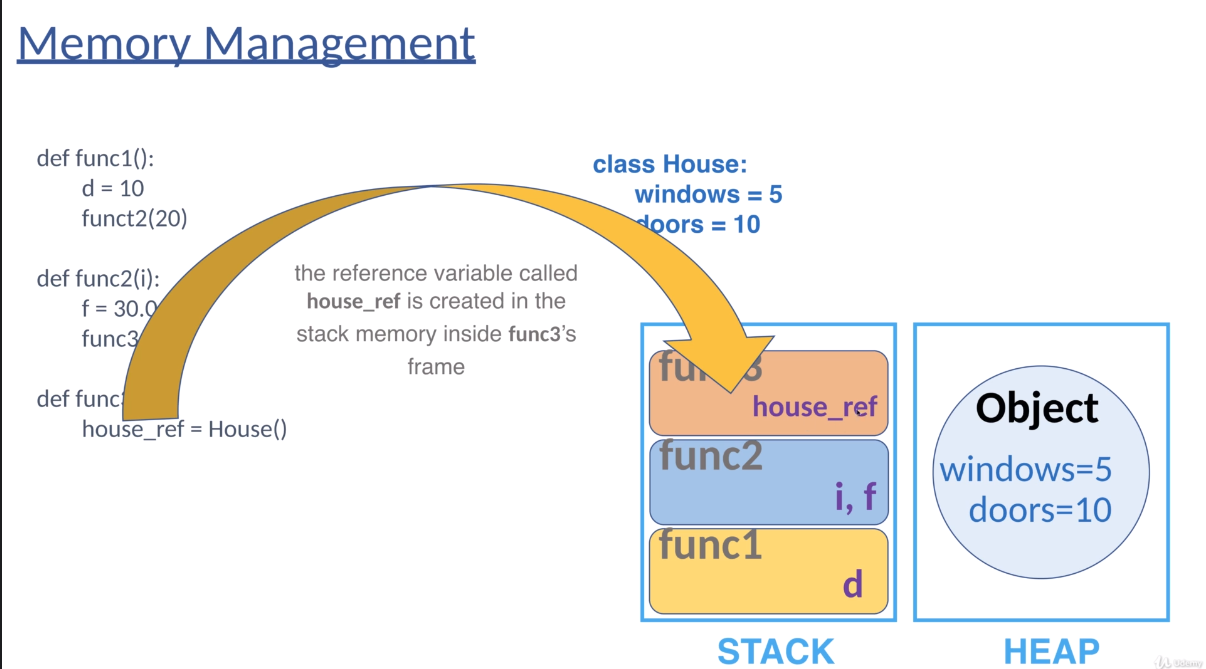 Memory Management
def func1():
d = 10
funct2(20)
def func2(i):
f = 30.0
func3
def func
house_ref = House()
the reference variable called
house_ref is created in the
stack memory inside func3's
frame
class House:
windows = 5
doors = 10
func3
house_ref
func2
i, f
func1
d
STACK
Object
windows=5
doors=10
HEAP
Udemy